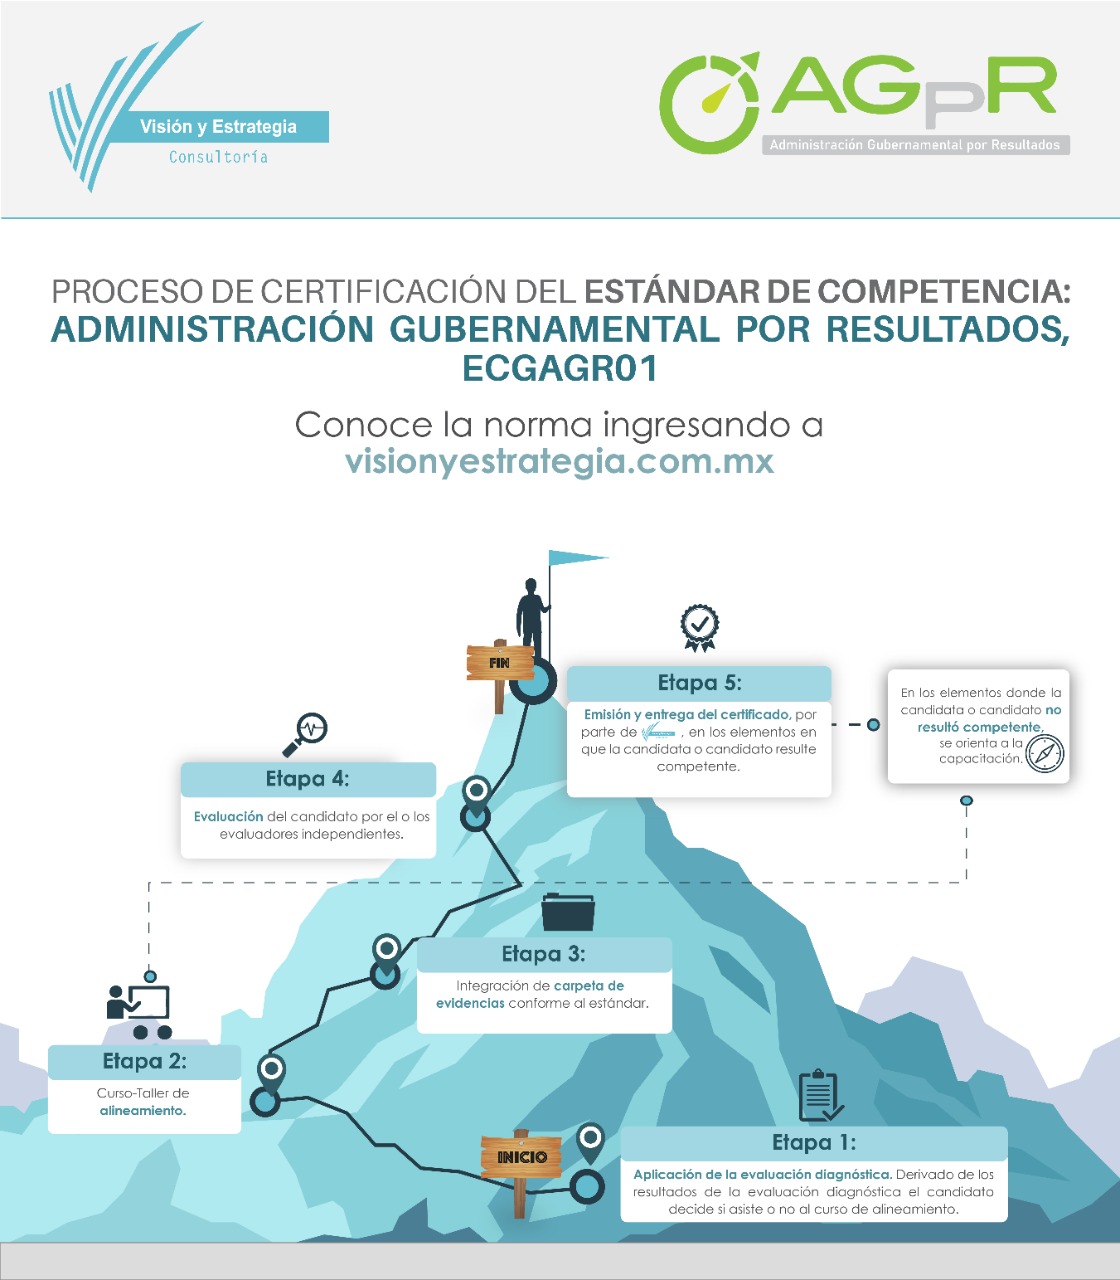 Visión y Estrategia
Consultoría
AGpR
Administración Gubernamental por Resultados
PROCESO DE CERTIFICACIÓN DEL ESTÁNDAR DE COMPETENCIA:
ADMINISTRACIÓN GUBERNAMENTAL POR RESULTADOS,
ECGAGR01
Conoce la norma ingresando a
visionyestrategia.com.mx
FIN
Etapa 5:
Emisión y entrega del certificado, por
parte de , en los elementos en
que la candidata o candidato resulte
competente.
En los elementos donde la
candidata o candidato no
resultó competente,
se orienta a la
capacitación.
Etapa 4:
Evaluación del candidato por el o los
evaluadores independientes.
Etapa 3:
Integración de carpeta de
evidencias conforme al estándar.
Etapa 2:
Curso-Taller de
alineamiento.
INICIO
Etapa 1:
Aplicación de la evaluación diagnóstica. Derivado de los
resultados de la evaluación diagnóstica el candidato
decide si asiste o no al curso de alineamiento.